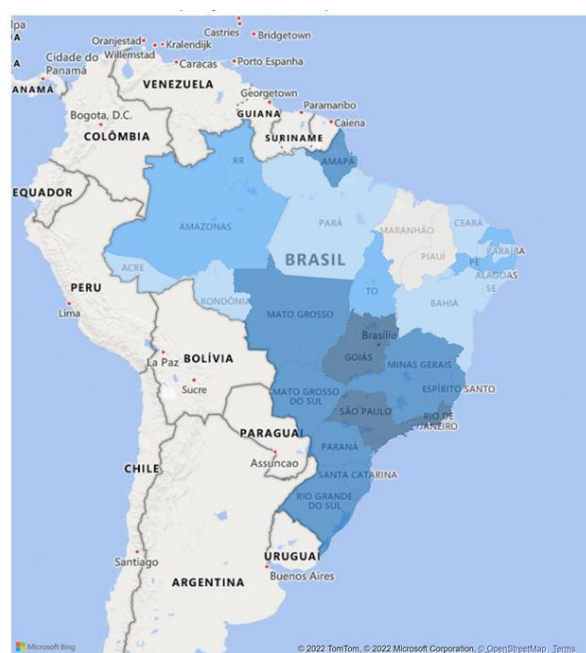 Castries
Bridgetown
Oranjestad
Kralendijk
Willemstad
Cidade do
Panamá
Caracas
Porto Espanha
ANAMÁ
VENEZUELA
Georgetown
Paramaribo
Bogota, D.C.
GUIANA
Caiena
COLÔMBIA
SURINAME
RR
AMAPÁ
EQUADOR
AMAZONAS
PARÁ
MARANHÃO
CEARÁ
PARAÍBA
BRASIL
PIAUÍ
PE
ACRE
ALAGOAS
SE
PERU
RONDÔNIA
TO
BAHIA
Lima
MATO GROSSO
Brasília
BOLÍVIA
GOIÁS
La Paz
MINAS GERAIS
Sucre
MATO GROSSO
DO SUL
ESPÍRITO SANTO
SÃO PAULO
RIO DE
JANEIRO
PARAGUAI
PARANÁ
Assuncao
CHILE
SANTA CATARINA
RIO GRANDE
DO SUL
Santiago
URUGUAI
Buenos Aires
ARGENTINA
Microsoft Bing
© 2022 TomTom, © 2022 Microsoft Corporation, © OpenStreetMap Terms